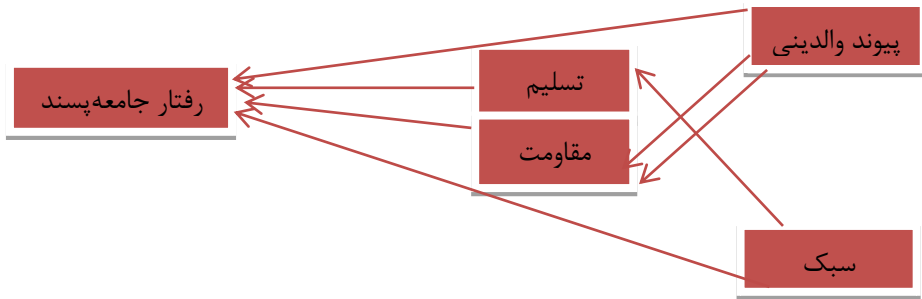 پیوند والدینی
تسلیم
رفتار جامعه‌پسند
مقاومت
سبک